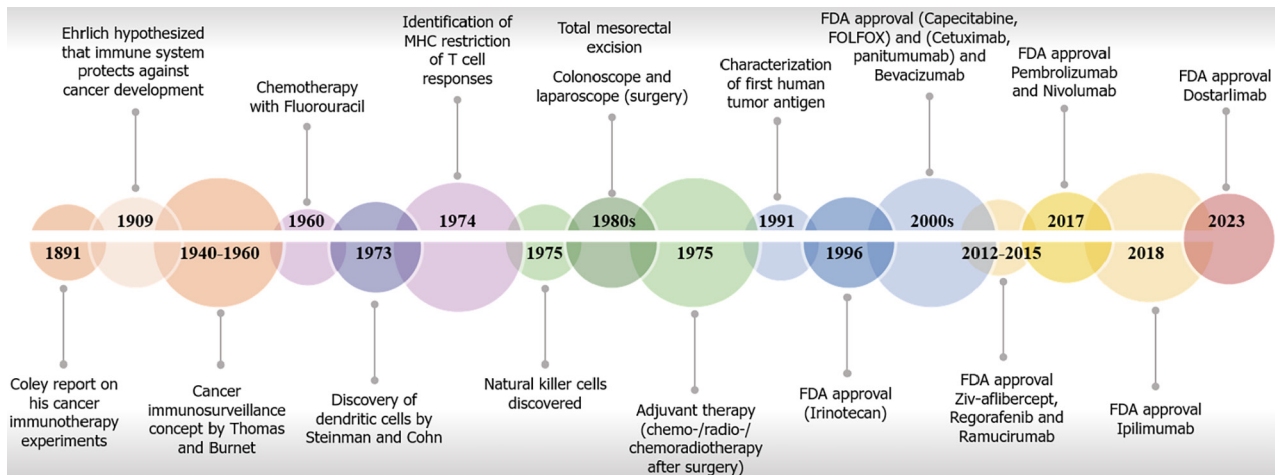 Ehrlich hypothesized that immune system
protects against
cancer development
Chemotherapy
with Fluorouracil
Identification of
MHC restriction
of T cell
responses
Total mesorectal
excision
Colonoscope and
laparoscope (surgery)
Characterization
of first human
tumor antigen
FDA approval (Capecitabine,
FOLFOX) and (Cetuximab,
panitumumab) and
Bevacizumab
FDA approval
Pembrolizumab
and Nivolumab
FDA approval
Dostarlimab
1891
1909
1940-1960
1960
1973
1974
1975
1980s
1975
1991
1996
2000s
2012-2015
2017
2018
2023
Coley report on
his cancer
immunotherapy
experiments
Cancer
immunosurveillance
concept by Thomas
and Burnet
Discovery of
dendritic cells by
Steinman and Cohn
Natural killer cells
discovered
Adjuvant therapy
(chemo-/radio-/
chemoradiotherapy
after surgery)
FDA approval
(Irinotecan)
FDA approval
Ziv-aflibercept,
Regorafenib and
Ramucirumab
FDA approval
Ipilimumab